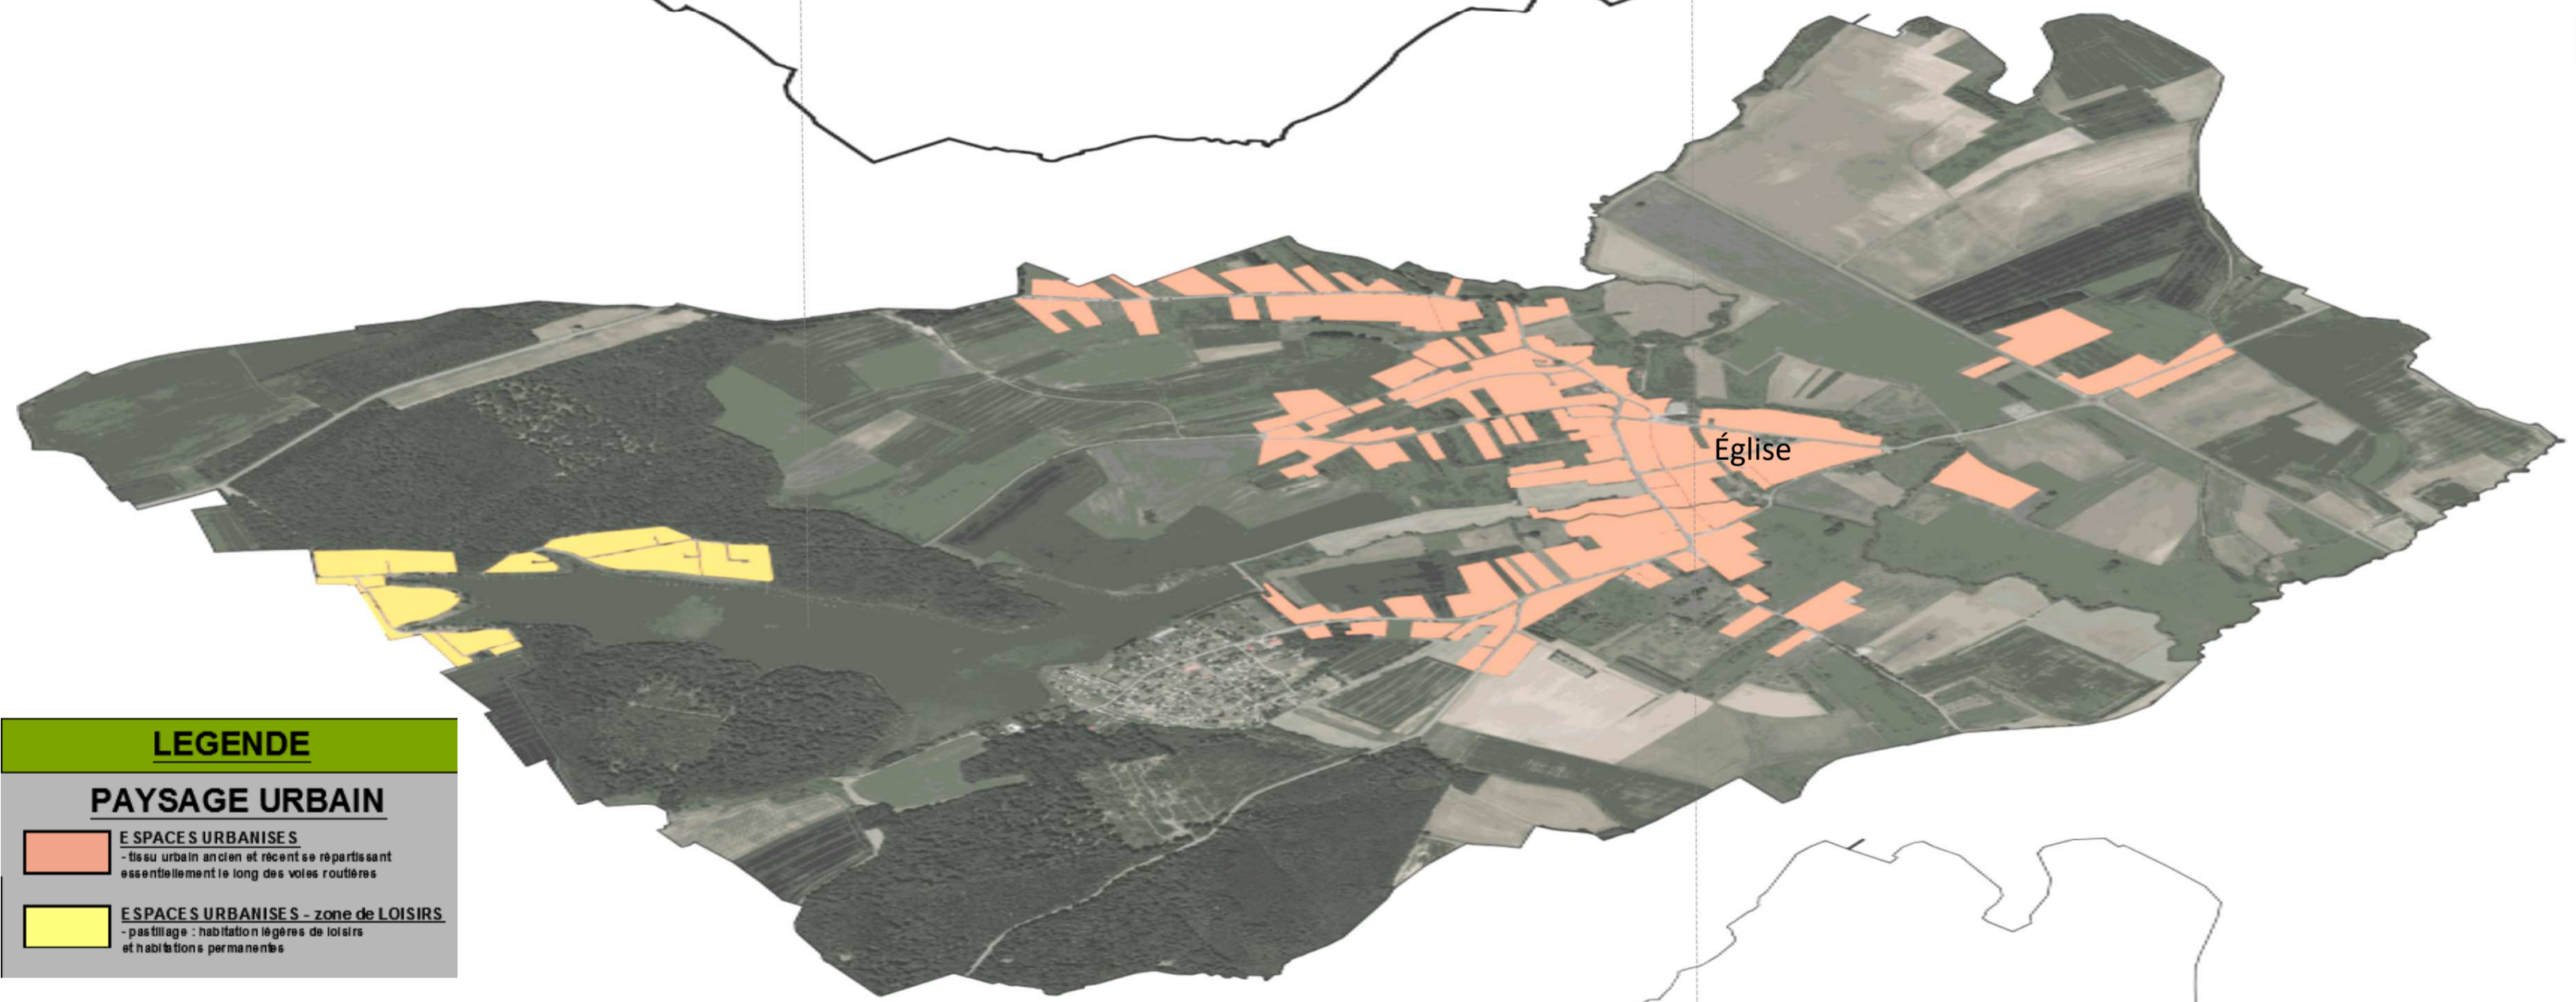 Église
LEGENDE
PAYSAGE URBAIN
ESPACES URBANISES
- tissu urbain ancien et récent se répartissant
essentiellement le long des voies routières
ESPACES URBANISES - zone de LOISIRS
- pastillage : habitation légères de loisirs
et habitations permanentes